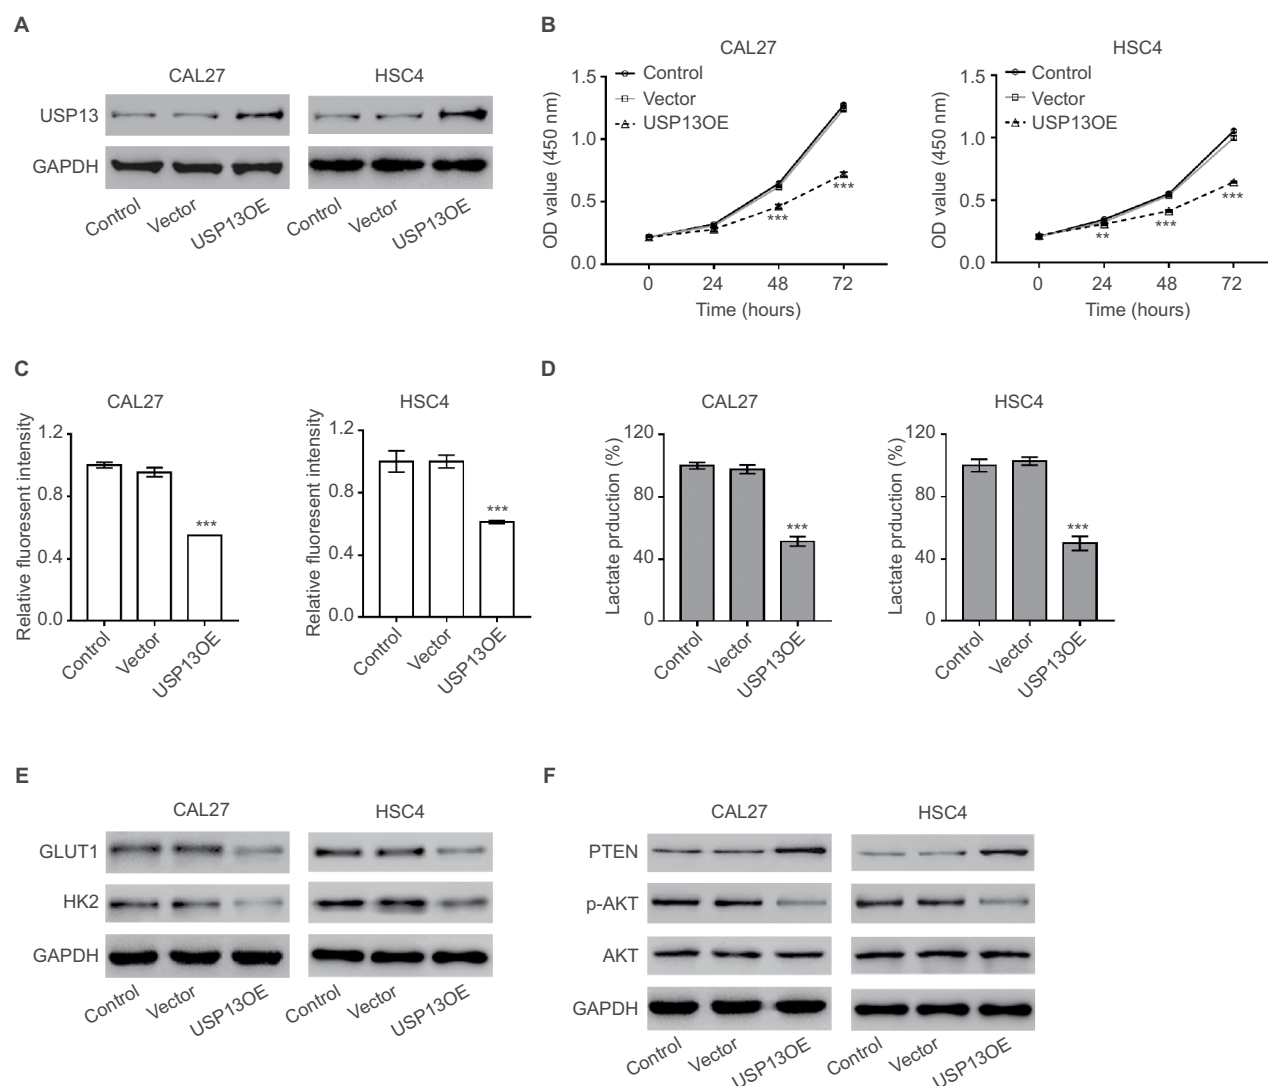 A
CAL27 HSC4
USP13
GAPDH
Control Vector USP13OE Control Vector USP13OE
B
CAL27
Control
Vector
USP13OE
OD value (450 nm)
1.5
1.0
0.5
0.0
***
***
0 24 48 72
Time (hours)
HSC4
Control
Vector
USP13OE
OD value (450 nm)
1.5
1.0
0.5
0.0
**
***
***
0 24 48 72
Time (hours)
C
CAL27
Relative fluoresent intensity
1.2
0.8
0.4
0.0
***
Control Vector USP13OE
HSC4
Relative fluoresent intensity
1.2
0.8
0.4
0.0
***
Control Vector USP13OE
D
CAL27
Lactate prduction (%)
120
80
40
0
***
Control Vector USP13OE
HSC4
Lactate prduction (%)
120
80
40
0
***
Control Vector USP13OE
E
CAL27 HSC4
GLUT1
HK2
GAPDH
Control Vector USP13OE Control Vector USP13OE
F
CAL27 HSC4
PTEN
p-AKT
AKT
GAPDH
Control Vector USP13OE Control Vector USP13OE